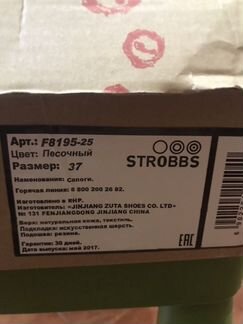 Арт.: F8195-25
Цвет: Песочный
Размер: 37
STROBBS
Наименования: Сапоги.
Горячая линия: 8 800 200 26 82.
Изготовлено в КНР.
Изготовитель: «JINJIANG ZUTA SHOES CO. LTD»
№ 131 FENJIANGDONG JINJIANG CHINA
Верх: натуральная кожа, текстиль.
Подкладка: искусственная шерсть.
Подошва: резина.
Гарантия: 30 дней.
Дата выпуска: май 2017.
EAC